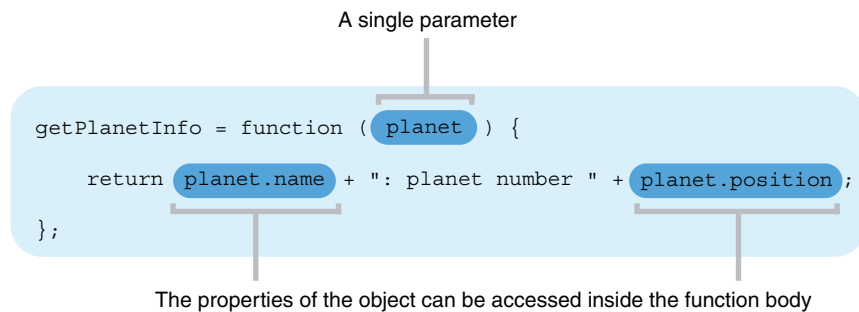 A single parameter
getPlanetInfo = function ( planet ) {
return planet.name + ": planet number " + planet.position;
};
The properties of the object can be accessed inside the function body